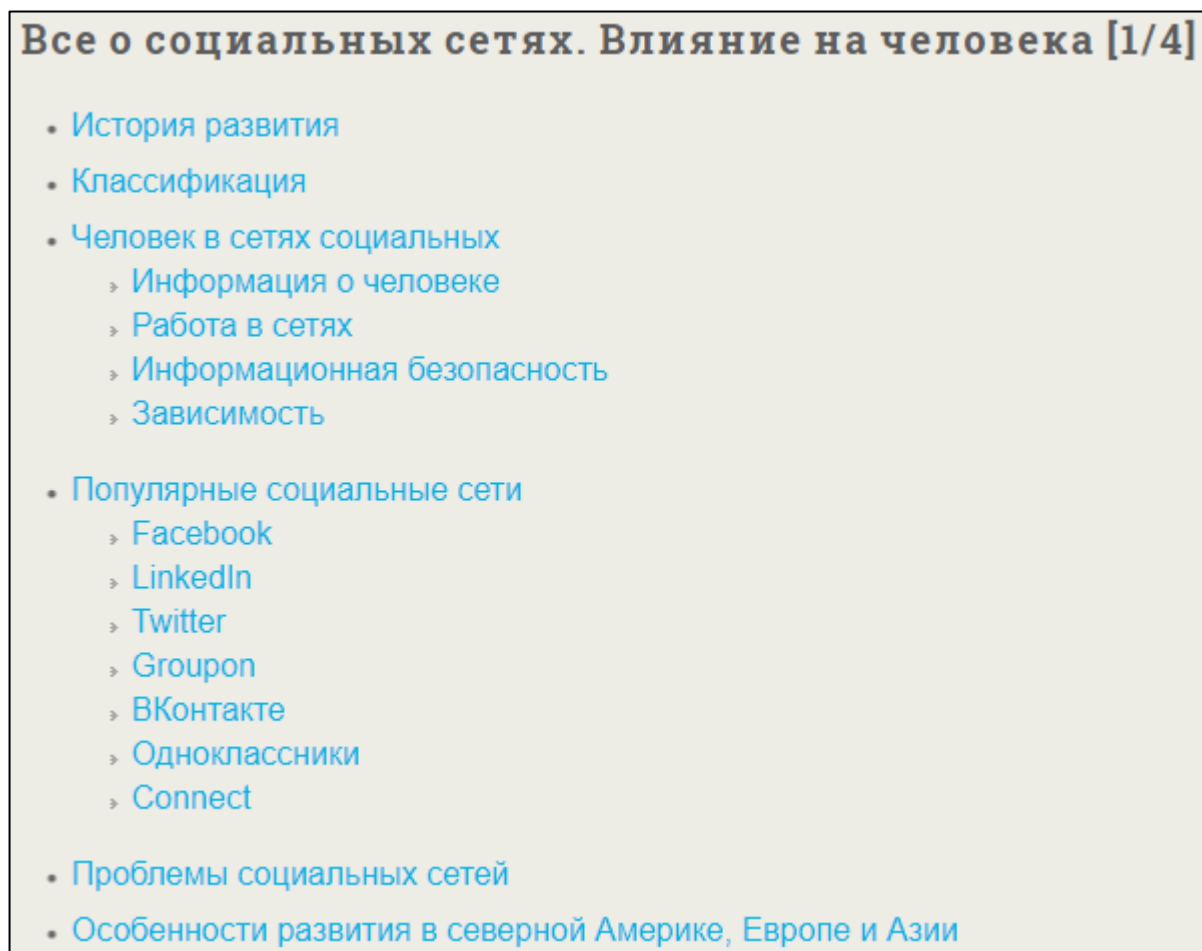 Все о социальных сетях. Влияние на человека [1/4]
История развития
Классификация
Человек в сетях социальных
Информация о человеке
Работа в сетях
Информационная безопасность
Зависимость
Популярные социальные сети
Facebook
LinkedIn
Twitter
Groupon
ВКонтакте
Одноклассники
Connect
Проблемы социальных сетей
Особенности развития в северной Америке, Европе и Азии